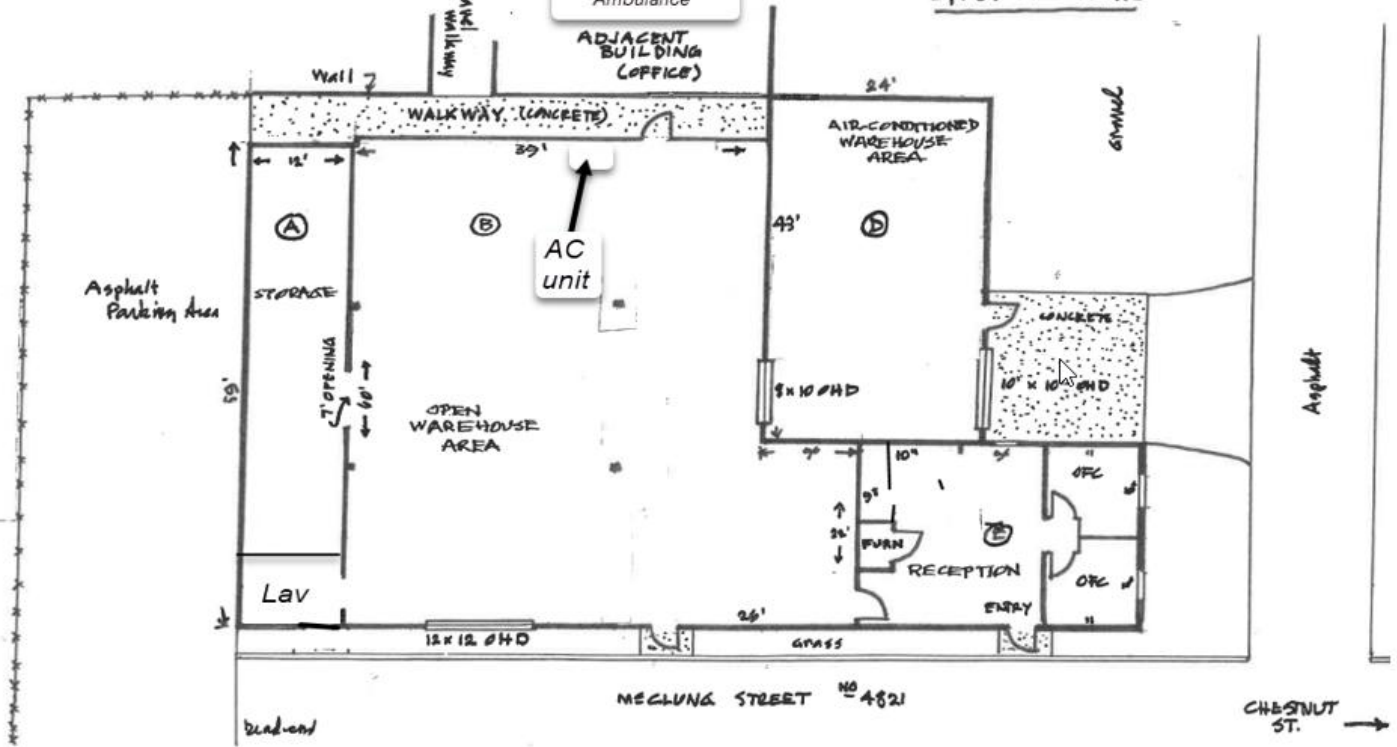 Ambulance
walkway
ADJACENT
BUILDING
(OFFICE)
Wall
24'
WALKWAY (CONCRETE)
AIR-CONDITIONED
WAREHOUSE
AREA
Gravel
12'
39'
A
B
D
43'
AC
unit
Asphalt
Parking Area
STORAGE
CONCRETE
7' OPENING
60'
8x10 OHD
10' x 10' OHD
Asphalt
OPEN
WAREHOUSE
AREA
10"
OFC
22'
FURN
E
RECEPTION
OFC
Lav
26'
ENTRY
12x12 OHD
GRASS
McCLUNG STREET No 4821
CHESTNUT
ST.
Dead-end